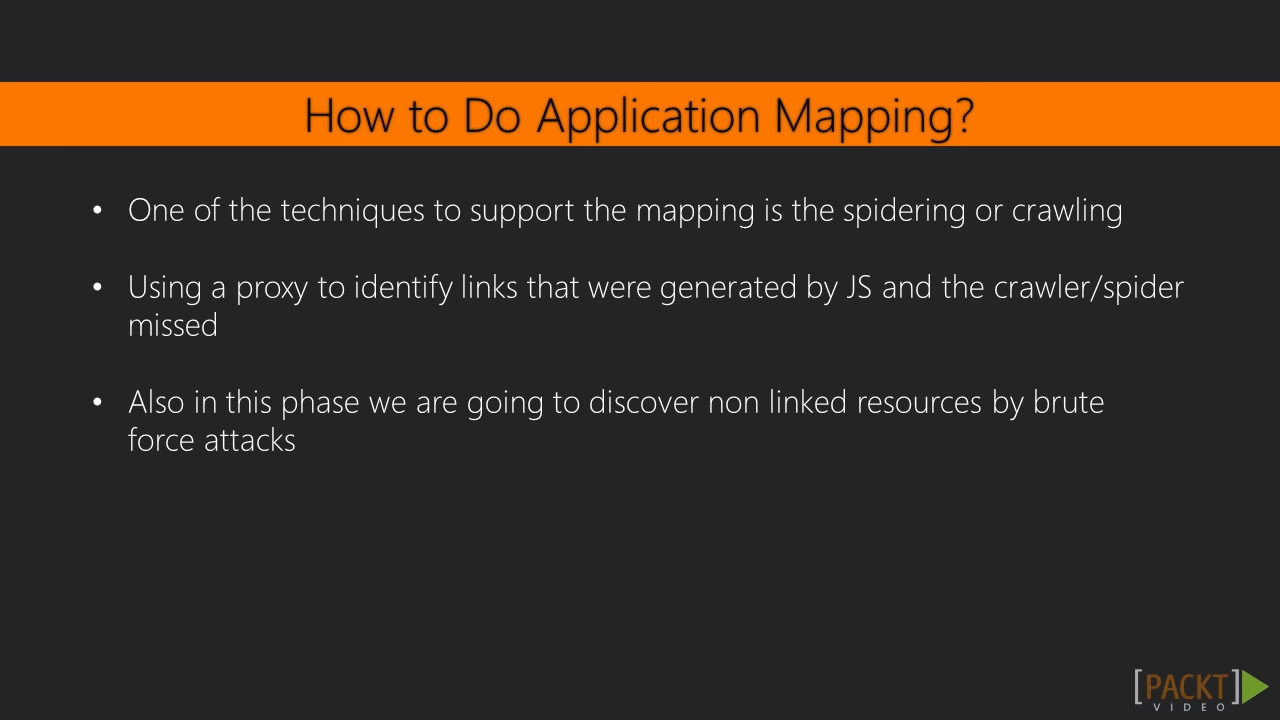 How to Do Application Mapping?
• One of the techniques to support the mapping is the spidering or crawling
• Using a proxy to identify links that were generated by JS and the crawler/spider
missed
• Also in this phase we are going to discover non linked resources by brute
force attacks
[PACKT]
VIDEO